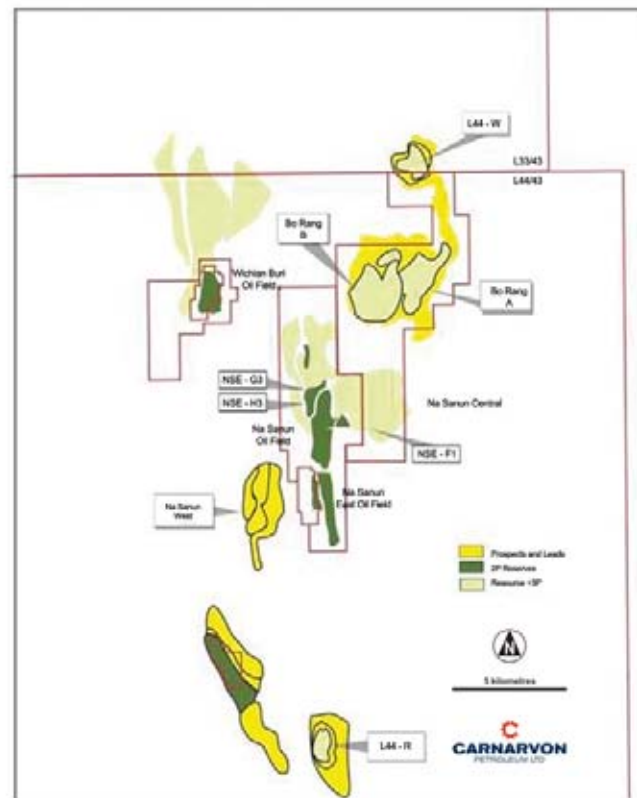 L44 - W
L33/43
L44/43
Bo Rang
B
Wichian Buri
Oil Field
Bo Rang
A
NSE - G3
NSE - H3
Na Sanun
Oil Field
Na Sanun Central
NSE - F1
Na Sanun
West
Na Sanun
East Oil Field
Prospects and Leads
2P Reserves
Resource +3P
N
5 kilometres
L44 - R
CARNARVON
PETROLEUM LTD